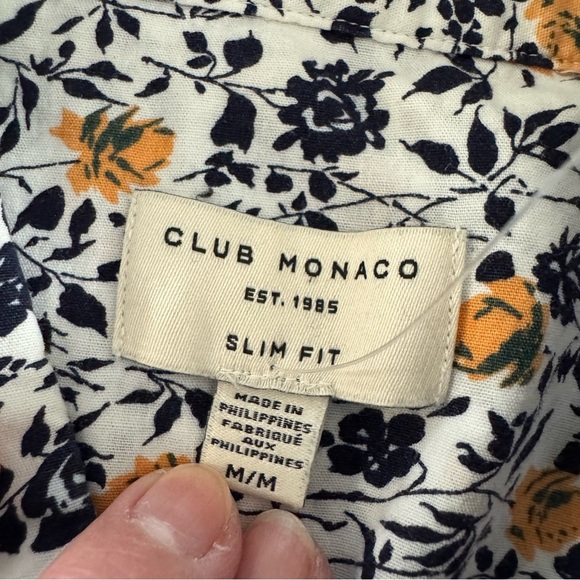 CLUB MONACO
EST. 1985
SLIM FIT
MADE IN
PHILIPPINES
FABRIQUÉ
AUX
PHILIPPINES
M/M